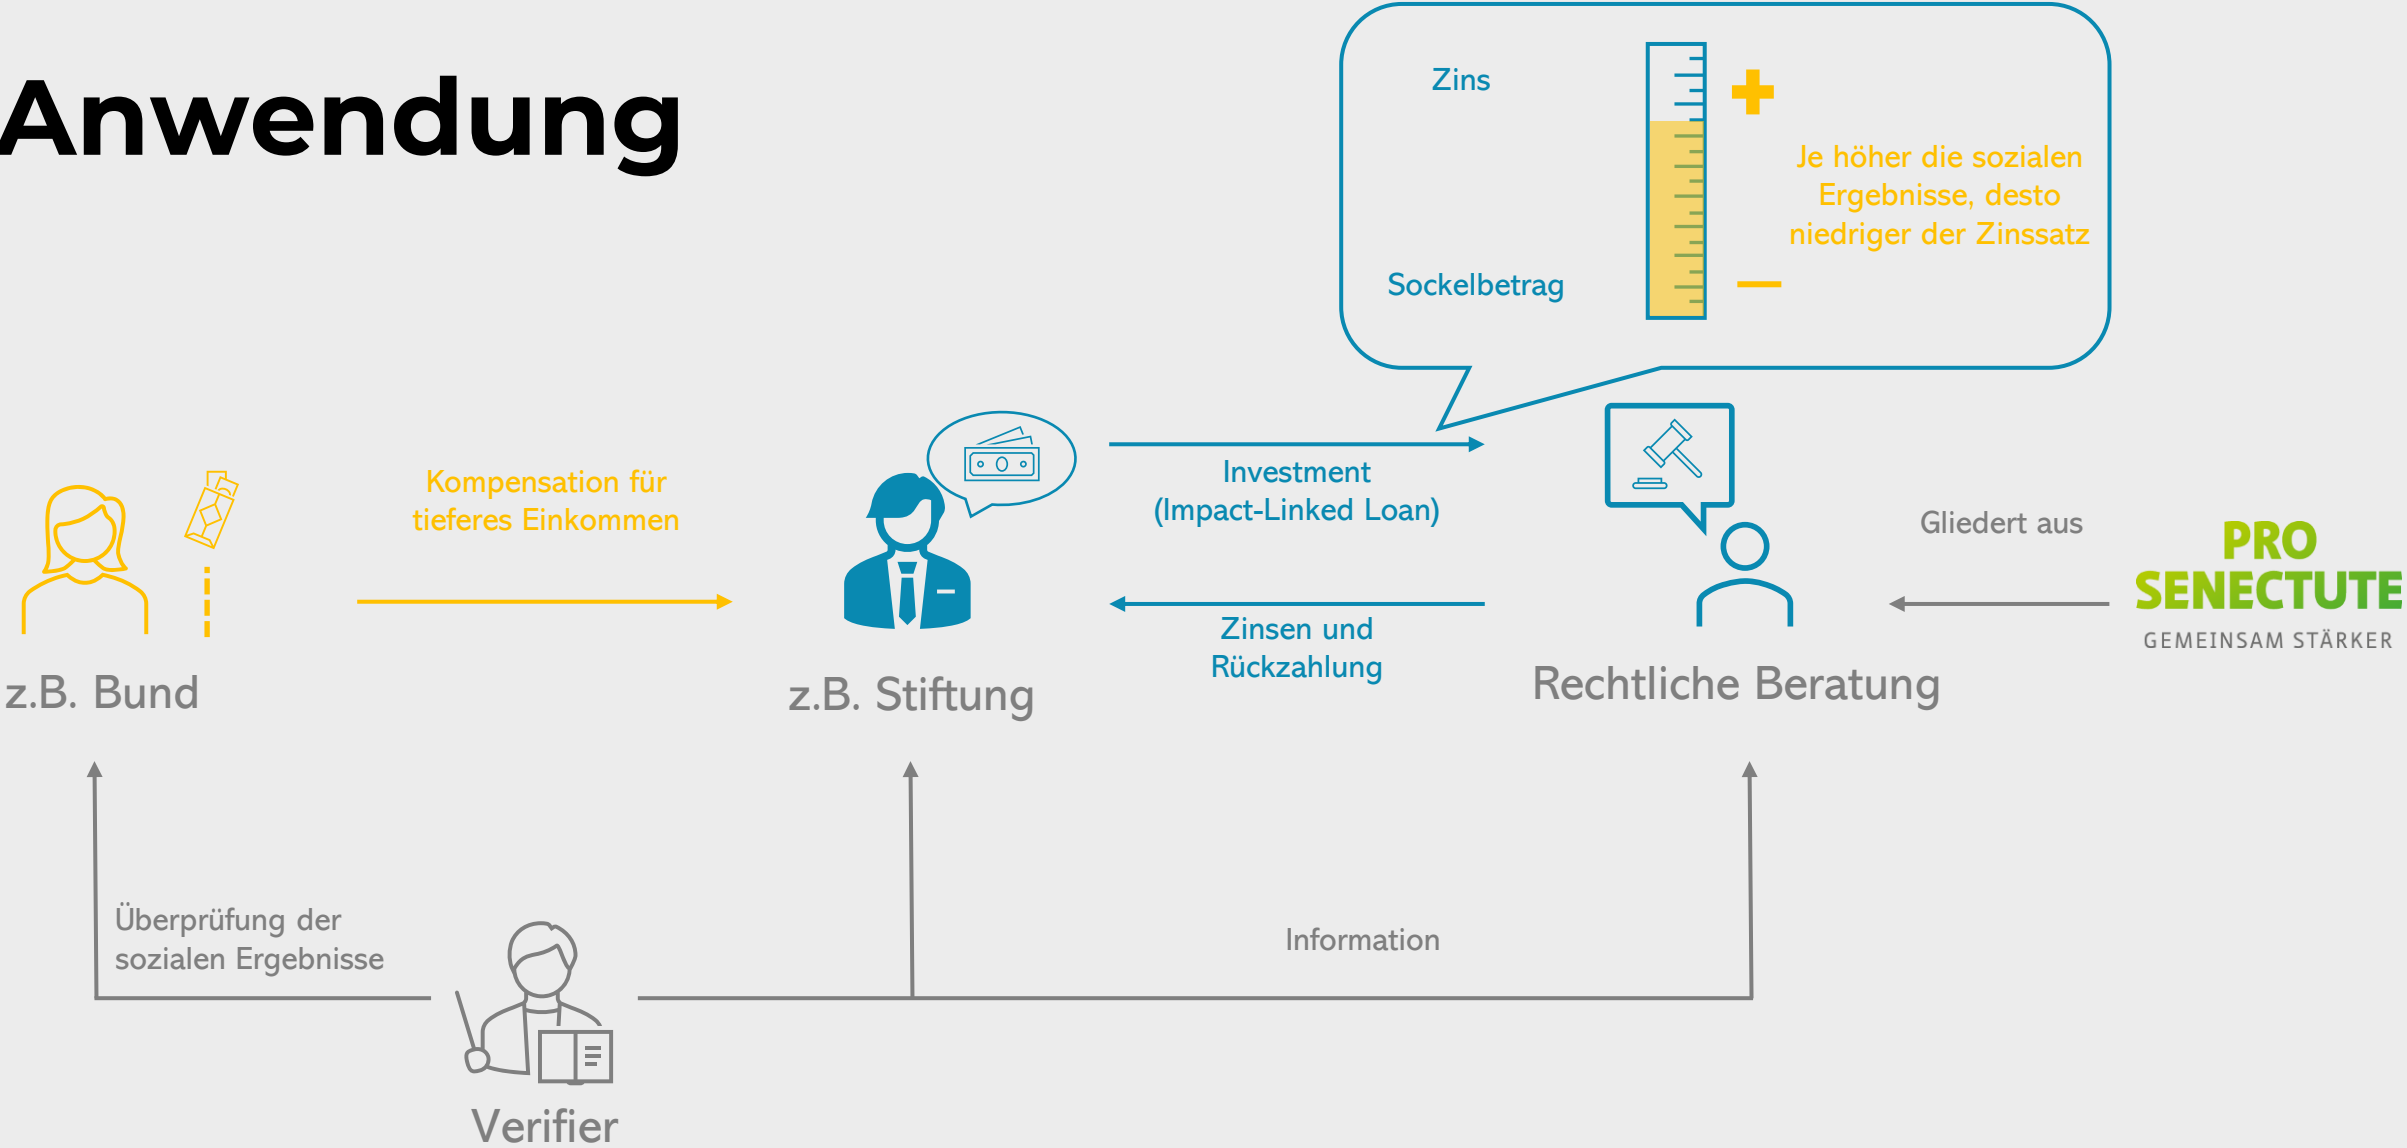 Anwendung
Zins
Je höher die sozialen
Ergebnisse, desto
niedriger der Zinssatz
Sockelbetrag
Kompensation für
tieferes Einkommen
Investment
(Impact-Linked Loan)
Zinsen und
Rückzahlung
Gliedert aus
PRO
SENECTUTE
GEMEINSAM STÄRKER
z.B. Bund
z.B. Stiftung
Rechtliche Beratung
Überprüfung der
sozialen Ergebnisse
Information
Verifier